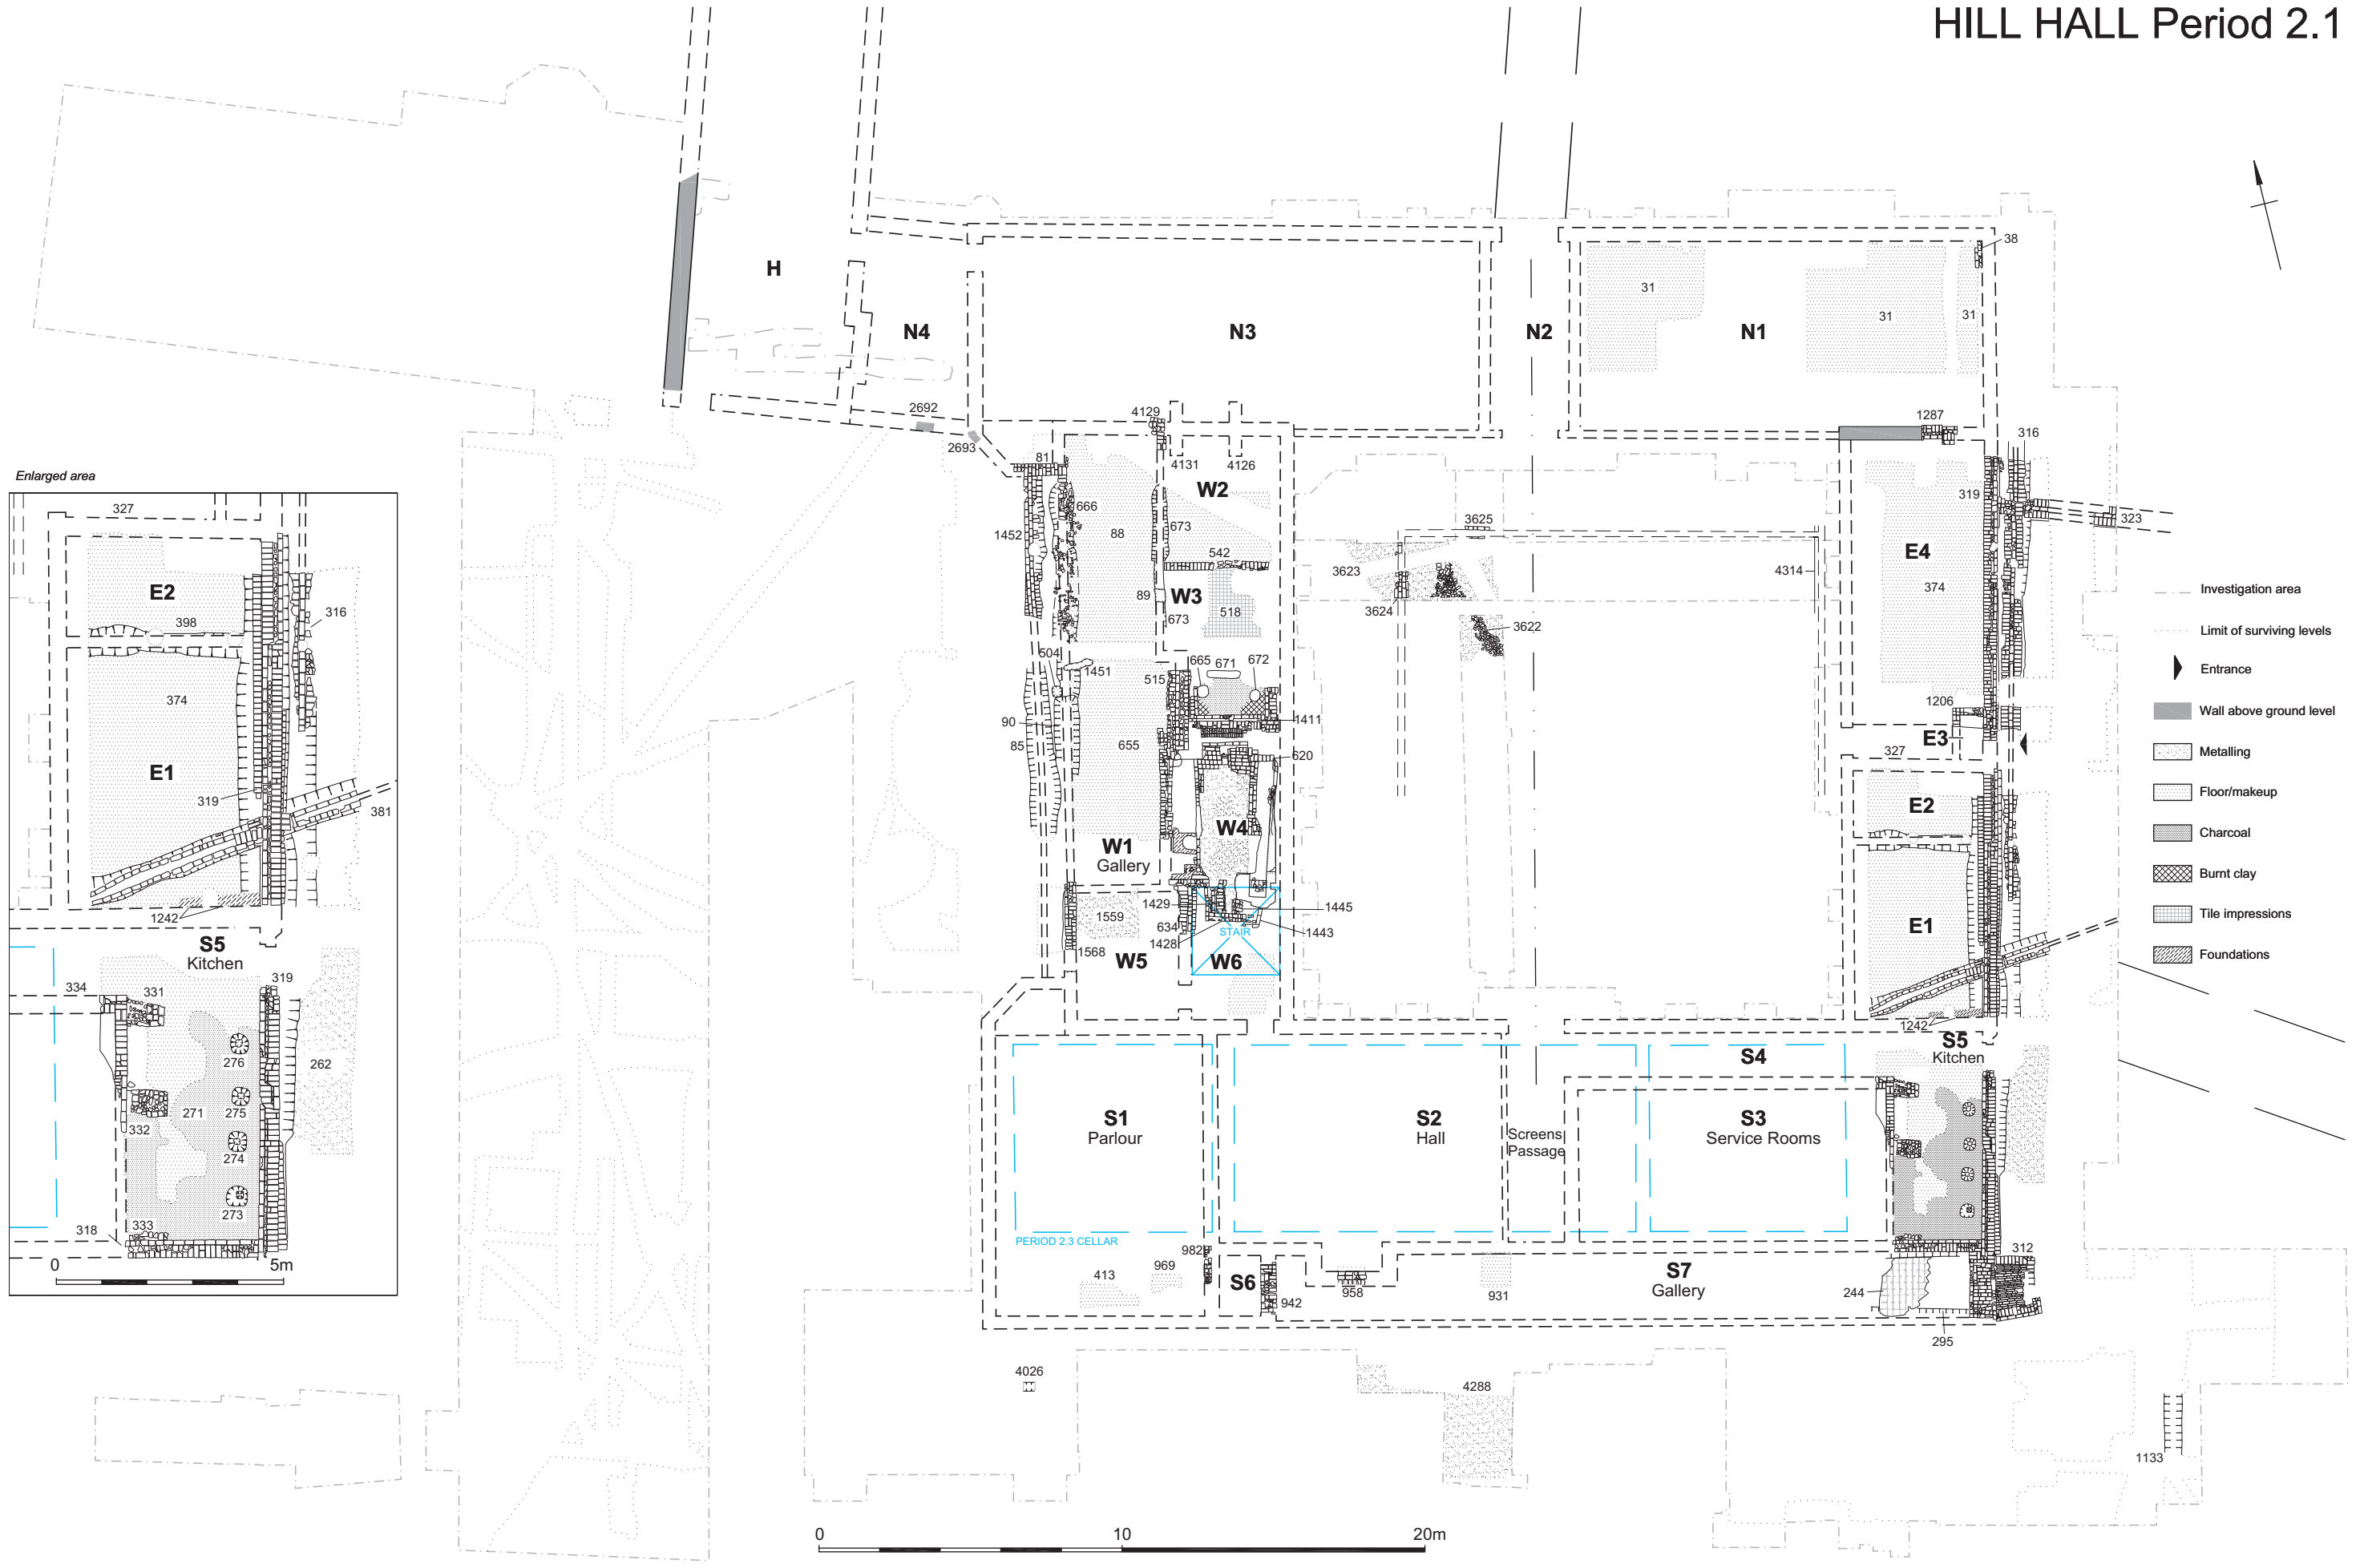 HILL HALL Period 2.1
H
N4
N3
N2
N1
31
31
31
38
2692
2693
4129
4131
4126
1287
316
81
W2
666
1452
88
673
542
319
323
3625
3623
3624
3622
4314
E4
374
89
W3
673
518
504
1451
515
665
671
672
1411
90
85
655
620
1206
E3
327
W4
W1
Gallery
E2
E1
1559
1429
634
1428
1445
1443
STAIR
1568
W5
W6
1242
S5
Kitchen
S4
S1
Parlour
S2
Hall
Screens
Passage
S3
Service Rooms
PERIOD 2.3 CELLAR
982
413
969
S6
942
958
931
S7
Gallery
312
244
295
4026
4288
1133
0
10
20m
Enlarged area
327
E2
398
316
374
E1
319
381
1242
S5
Kitchen
334
331
319
276
262
271
275
332
274
273
318
333
0
5m
Investigation area
Limit of surviving levels
Entrance
Wall above ground level
Metalling
Floor/makeup
Charcoal
Burnt clay
Tile impressions
Foundations